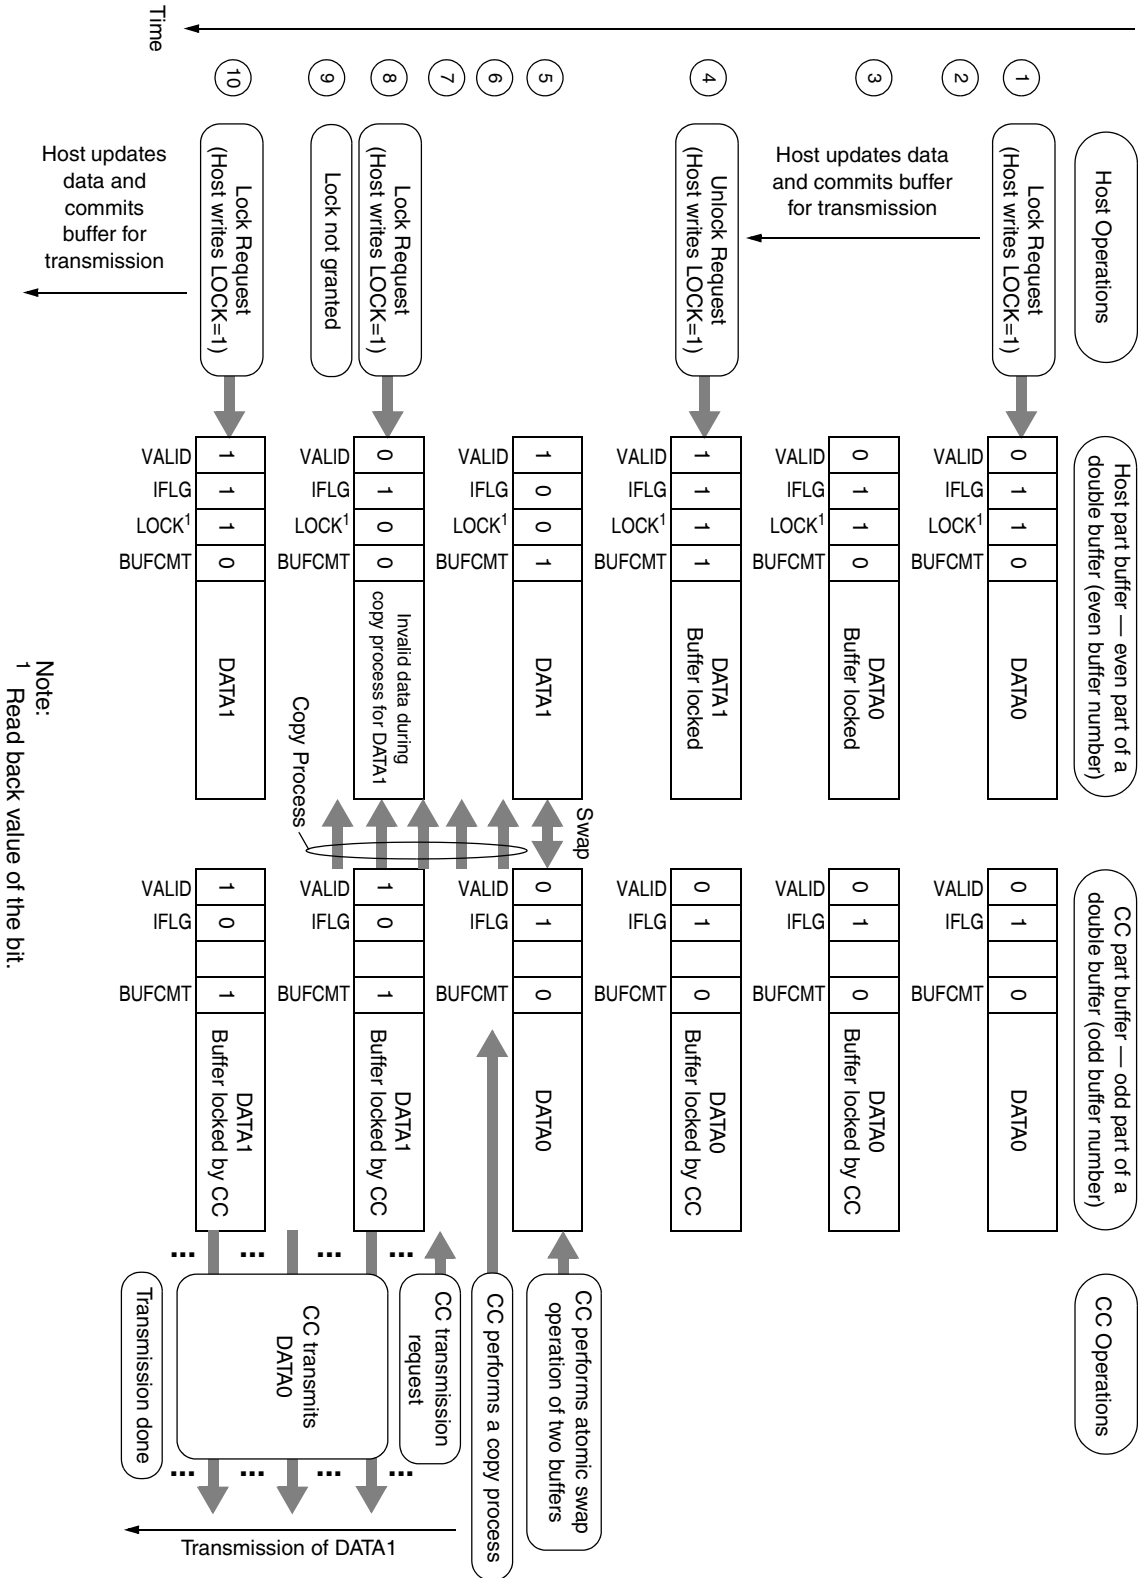 Time
1
2
3
4
5
6
7
8
9
10
Host Operations
Lock Request
(Host writes LOCK=1)
Host updates data
and commits buffer
for transmission
Unlock Request
(Host writes LOCK=1)
Lock Request
(Host writes LOCK=1)
Lock not granted
Lock Request
(Host writes LOCK=1)
Host updates
data and
commits
buffer for
transmission
Host part buffer — even part of a
double buffer (even buffer number)
VALID 0
IFLG 1
LOCK1 1
BUFCMT 0
DATA0
VALID 0
IFLG 1
LOCK1 1
BUFCMT 0
DATA0
Buffer locked
VALID 1
IFLG 1
LOCK1 1
BUFCMT 1
DATA1
Buffer locked
VALID 1
IFLG 0
LOCK1 0
BUFCMT 1
DATA1
VALID 0
IFLG 1
LOCK1 0
BUFCMT 0
Invalid data during
copy process for DATA1
VALID 1
IFLG 1
LOCK1 1
BUFCMT 0
DATA1
Swap
Copy Process
CC part buffer — odd part of a
double buffer (odd buffer number)
VALID 0
IFLG 1
BUFCMT 0
DATA0
VALID 0
IFLG 1
BUFCMT 0
DATA0
Buffer locked by CC
VALID 0
IFLG 1
BUFCMT 0
DATA0
Buffer locked by CC
VALID 0
IFLG 1
BUFCMT 0
DATA0
VALID 1
IFLG 0
BUFCMT 1
DATA1
Buffer locked by CC
VALID 1
IFLG 0
BUFCMT 1
DATA1
Buffer locked by CC
CC Operations
CC performs atomic swap
operation of two buffers
CC performs a copy process
CC transmission
request
... ... ... ...
CC transmits
DATA0
... ... ... ...
Transmission done
Transmission of DATA1
Note:
1 Read back value of the bit.